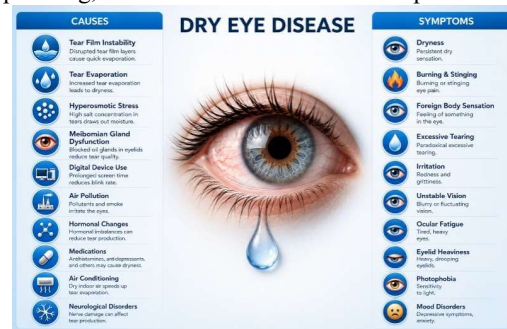 CAUSES
DRY EYE DISEASE
SYMPTOMS
Tear Film Instability
Disrupted tear film layers
cause quick evaporation.
Tear Evaporation
Increased tear evaporation
leads to dryness.
Hyperosmotic Stress
High salt concentration in
tears draws out moisture.
Meibomian Gland
Dysfunction
Blocked oil glands in eyelids
reduce tear quality.
Digital Device Use
Prolonged screen time
reduces blink rate.
Air Pollution
Pollutants and smoke
irritate the eyes.
Hormonal Changes
Hormonal imbalances can
reduce tear production.
Medications
Antihistamines, antidepressants,
and others may cause dryness.
Air Conditioning
Dry indoor air speeds up
tear evaporation.
Neurological Disorders
Nerve damage can affect
tear production.
Dryness
Persistent dry
sensation.
Burning & Stinging
Burning or stinging
eye pain.
Foreign Body Sensation
Feeling of something
in the eye.
Excessive Tearing
Paradoxical excessive
tearing.
Irritation
Redness and
grittiness.
Unstable Vision
Blurry or fluctuating
vision.
Ocular Fatigue
Tired, heavy
eyes.
Eyelid Heaviness
Heavy, drooping
eyelids.
Photophobia
Sensitivity
to light.
Mood Disorders
Depressive symptoms,
anxiety.